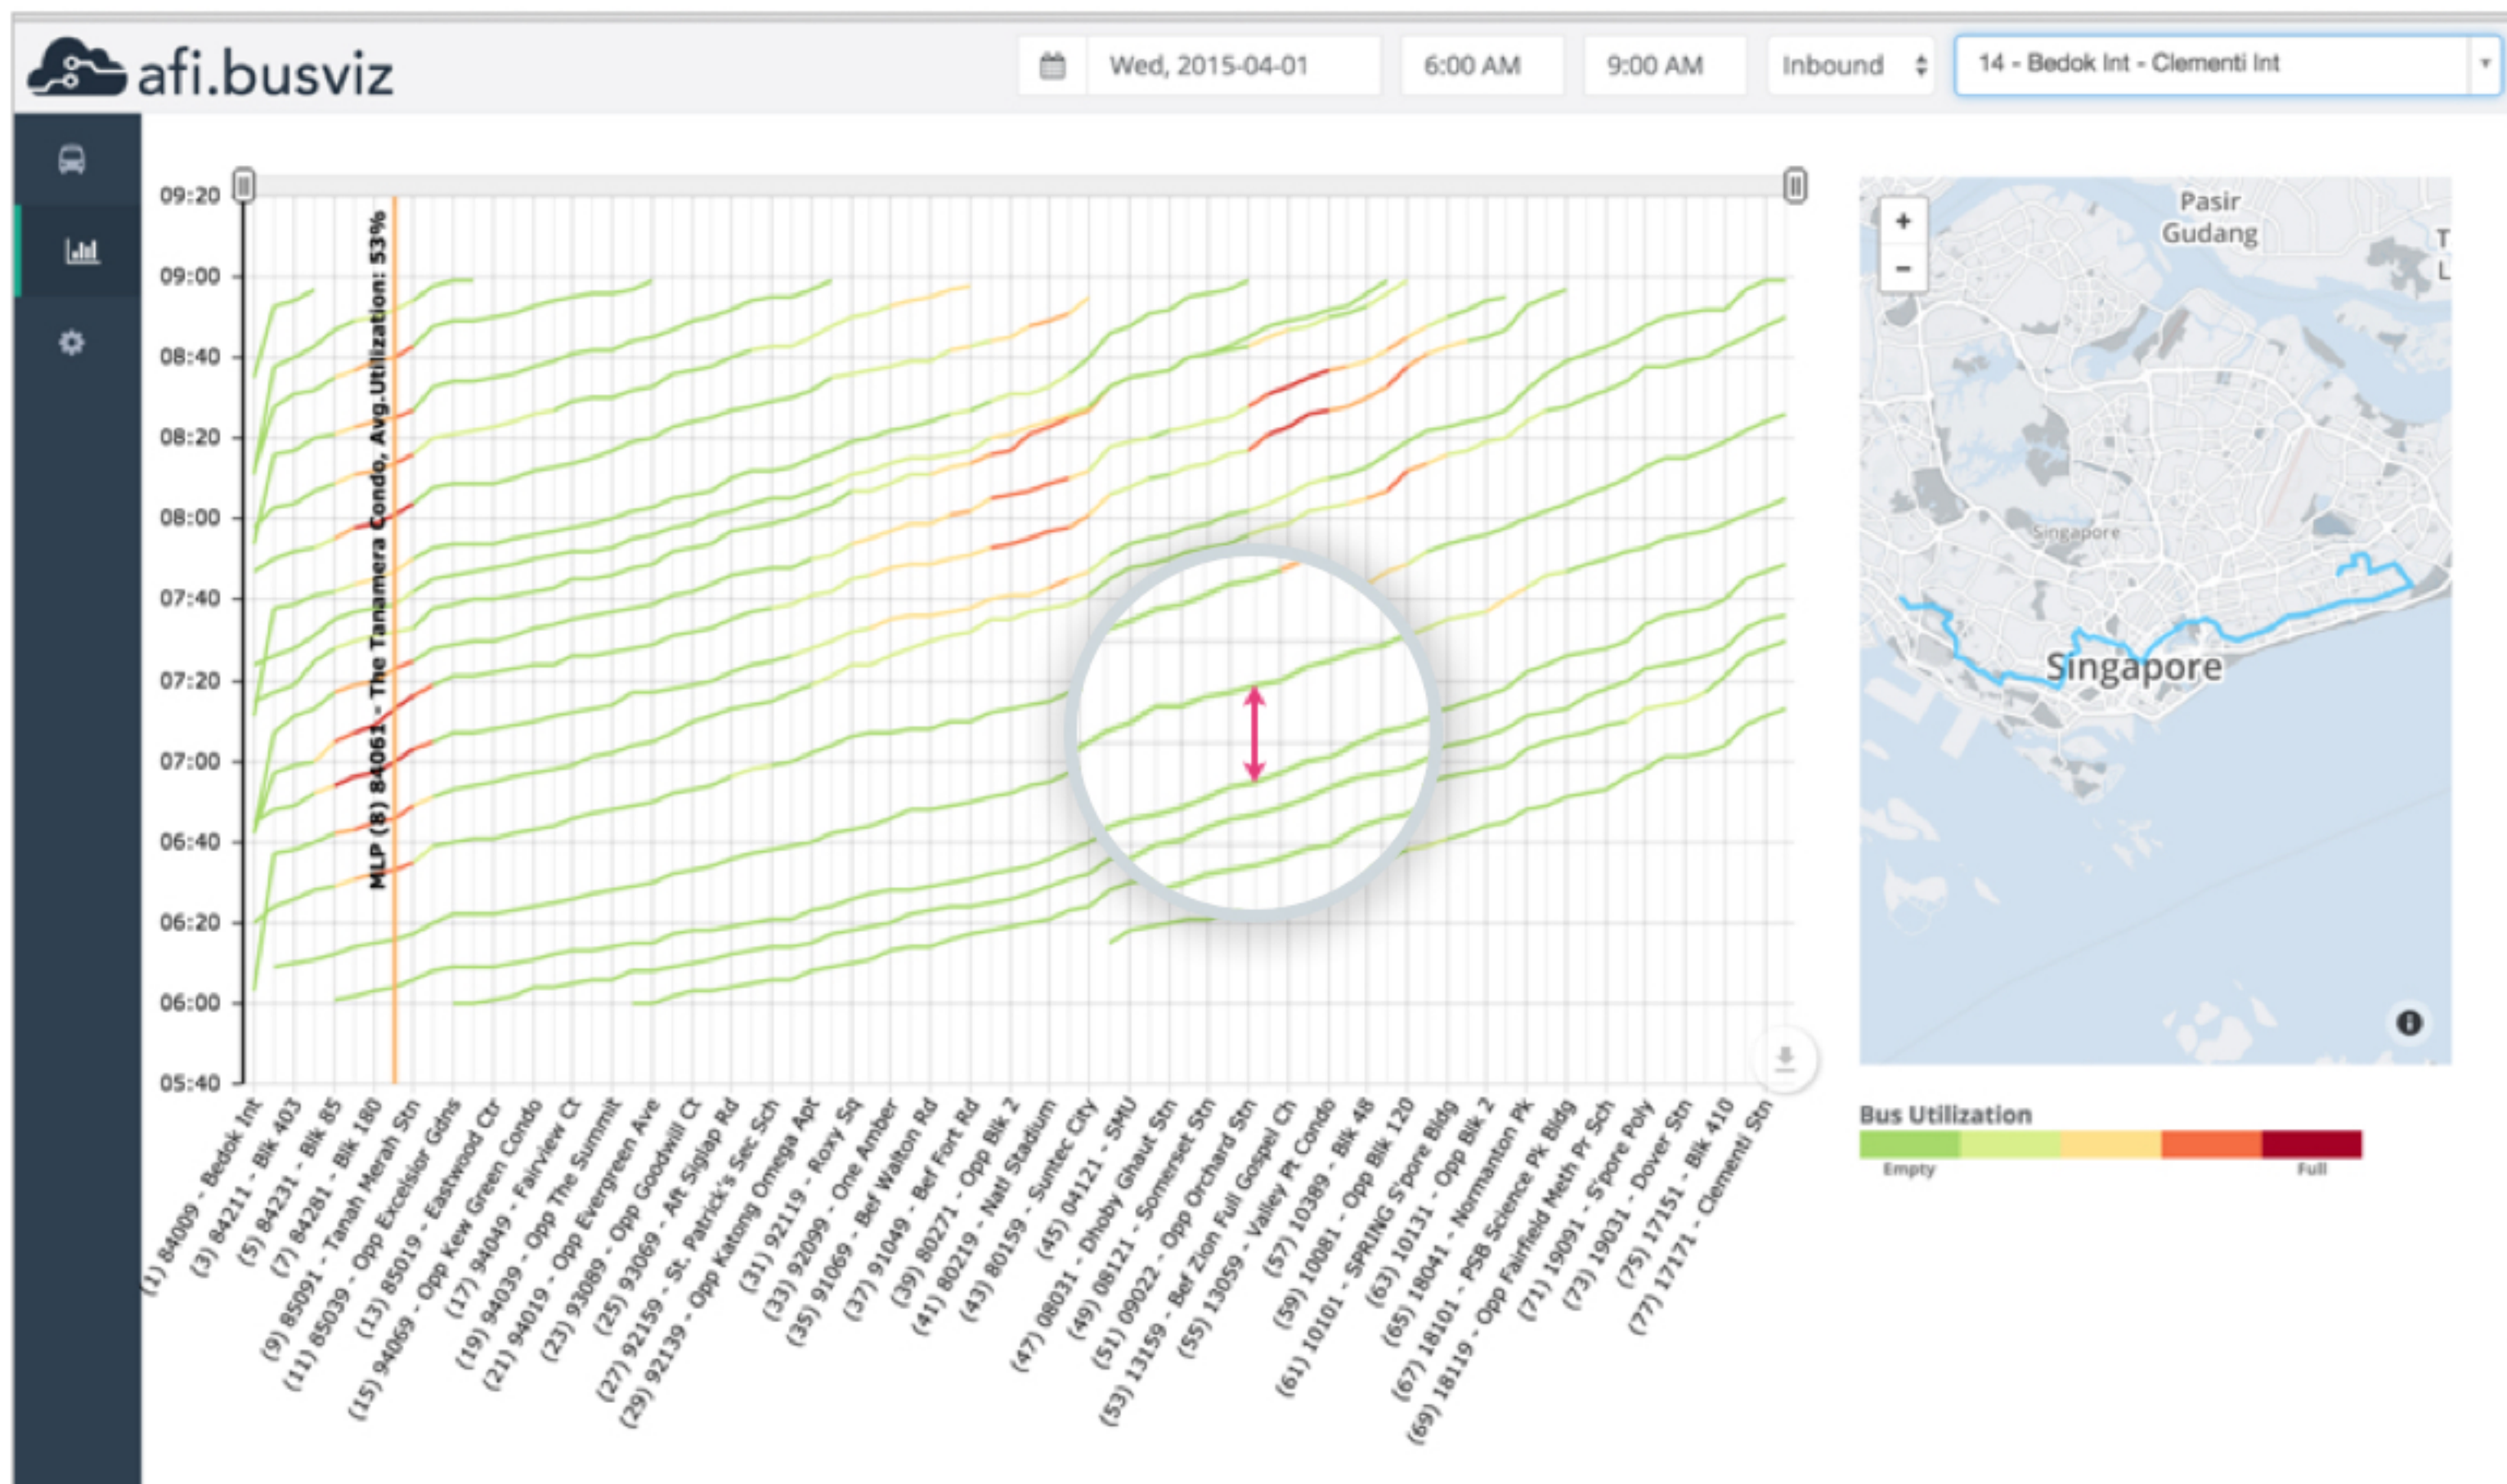 afi.busviz
Wed, 2015-04-01
6:00 AM
9:00 AM
Inbound
14 - Bedok Int - Clementi Int
09:20
09:00
08:40
08:20
08:00
07:40
07:20
07:00
06:40
06:20
06:00
05:40
MLP (8) 84061 - The Tanamera Condo, Avg.Utilization: 53%
(1) 84009 - Bedok Int
(3) 84211 - Blk 403
(5) 84231 - Blk 85
(7) 84281 - Blk 180
(9) 85091 - Tanah Merah Stn
(11) 85039 - Opp Excelsior Gdns
(13) 85019 - Eastwood Ctr
(15) 94069 - Opp Kew Green Condo
(17) 94049 - Fairview Ct
(19) 94039 - Opp The Summit
(21) 94019 - Opp Evergreen Ave
(23) 93089 - Opp Goodwill Ct
(25) 93069 - Aft Siglap Rd
(27) 92159 - St. Patrick's Sec Sch
(29) 92139 - Opp Katong Omega Apt
(31) 92119 - Roxy Sq
(33) 92099 - One Amber
(35) 91069 - Bef Walton Rd
(37) 91049 - Bef Fort Rd
(39) 80271 - Opp Blk 2
(41) 80219 - Natl Stadium
(43) 80159 - Suntec City
(45) 04121 - SMU
(47) 08031 - Dhoby Ghaut Stn
(49) 08121 - Somerset Stn
(51) 09022 - Opp Orchard Stn
(53) 13159 - Bef Zion Full Gospel Ch
(55) 13059 - Valley Pt Condo
(57) 10389 - Blk 48
(59) 10081 - Opp Blk 120
(61) 10101 - SPRING S'pore Bldg
(63) 10131 - Opp Blk 2
(65) 18041 - Normanton Pk
(67) 18101 - PSB Science Pk Bldg
(69) 18119 - Opp Fairfield Meth Pr Sch
(71) 19091 - S'pore Poly
(73) 19031 - Dover Stn
(75) 17151 - Blk 410
(77) 17171 - Clementi Stn
+
−
Pasir
Gudang
T
L
Singapore
Singapore
Bus Utilization
Empty
Full